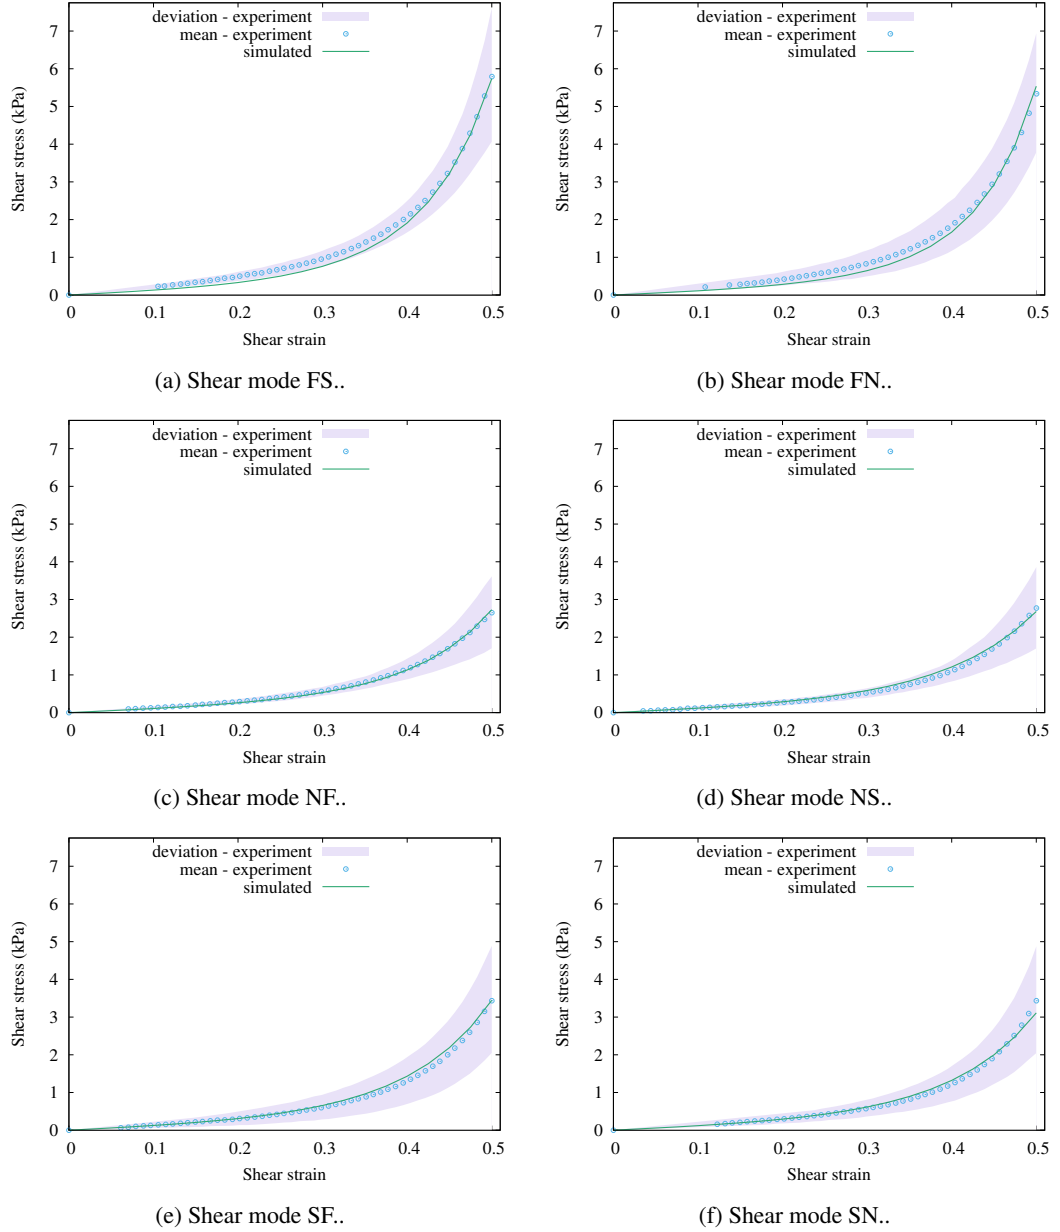 deviation - experiment
mean - experiment
simulated
7
6
5
4
3
2
1
0
Shear stress (kPa)
0 0.1 0.2 0.3 0.4 0.5
Shear strain
(a) Shear mode FS..
deviation - experiment
mean - experiment
simulated
7
6
5
4
3
2
1
0
Shear stress (kPa)
0 0.1 0.2 0.3 0.4 0.5
Shear strain
(b) Shear mode FN..
deviation - experiment
mean - experiment
simulated
7
6
5
4
3
2
1
0
Shear stress (kPa)
0 0.1 0.2 0.3 0.4 0.5
Shear strain
(c) Shear mode NF..
deviation - experiment
mean - experiment
simulated
7
6
5
4
3
2
1
0
Shear stress (kPa)
0 0.1 0.2 0.3 0.4 0.5
Shear strain
(d) Shear mode NS..
deviation - experiment
mean - experiment
simulated
7
6
5
4
3
2
1
0
Shear stress (kPa)
0 0.1 0.2 0.3 0.4 0.5
Shear strain
(e) Shear mode SF..
deviation - experiment
mean - experiment
simulated
7
6
5
4
3
2
1
0
Shear stress (kPa)
0 0.1 0.2 0.3 0.4 0.5
Shear strain
(f) Shear mode SN..